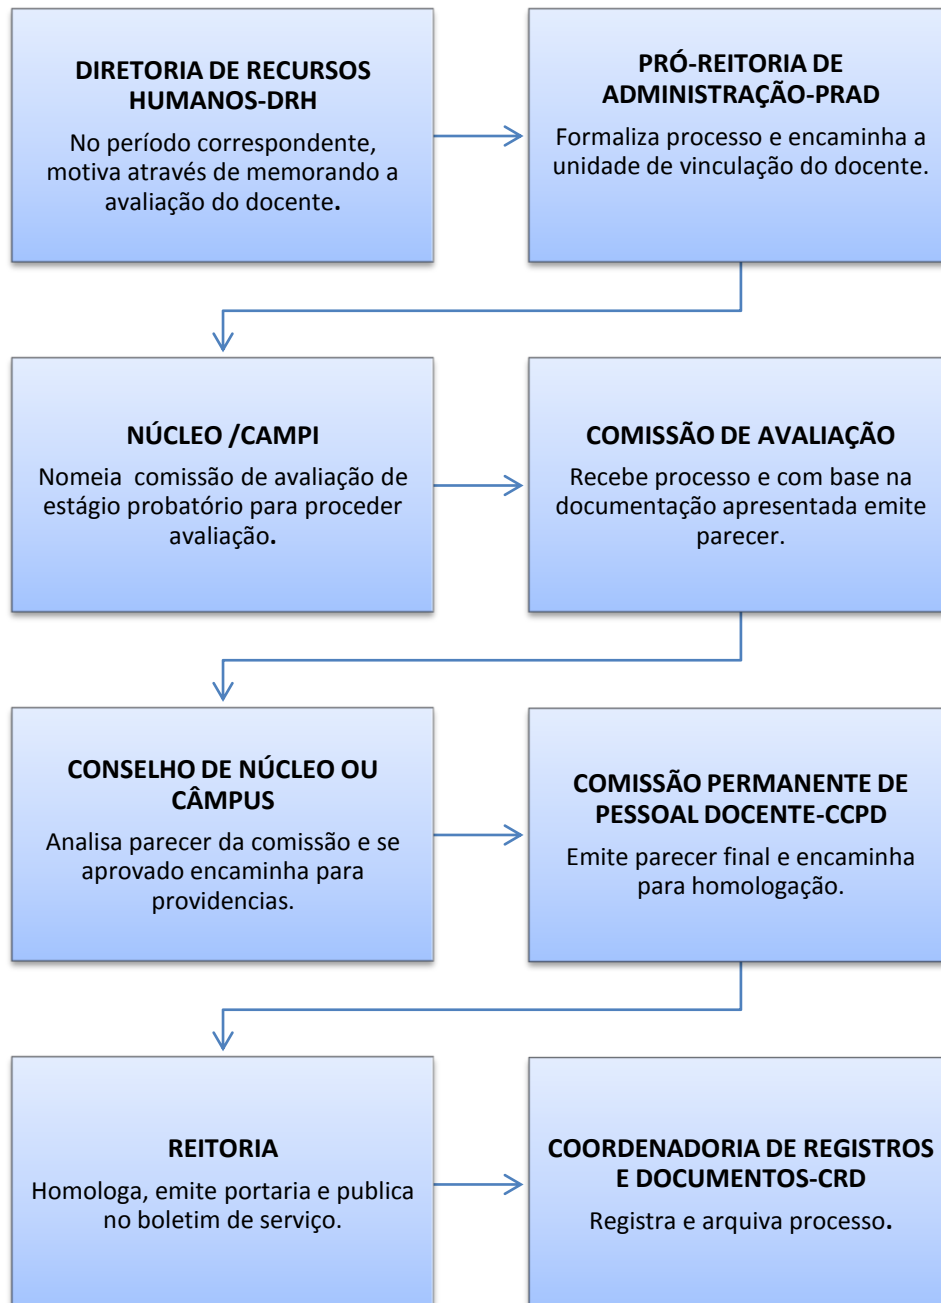 DIRETORIA DE RECURSOS
HUMANOS-DRH
No período correspondente,
motiva através de memorando a
avaliação do docente.
PRÓ-REITORIA DE
ADMINISTRAÇÃO-PRAD
Formaliza processo e encaminha a
unidade de vinculação do docente.
NÚCLEO /CAMPI
Nomeia  comissão de avaliação de
estágio probatório para proceder
avaliação.
COMISSÃO DE AVALIAÇÃO
Recebe processo e com base na
documentação apresentada emite
parecer.
CONSELHO DE NÚCLEO OU
CÂMPUS
Analisa parecer da comissão e se
aprovado encaminha para
providencias.
COMISSÃO PERMANENTE DE
PESSOAL DOCENTE-CCPD
Emite parecer final e encaminha
para homologação.
REITORIA
Homologa, emite portaria e publica
no boletim de serviço.
COORDENADORIA DE REGISTROS
E DOCUMENTOS-CRD
Registra e arquiva processo.